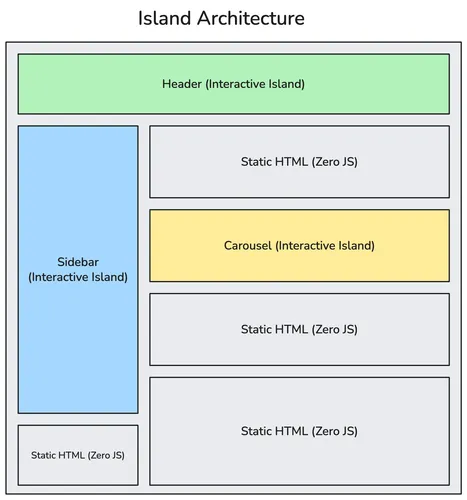 Island Architecture
Header (Interactive Island)
Sidebar
(Interactive Island)
Static HTML (Zero JS)
Carousel (Interactive Island)
Static HTML (Zero JS)
Static HTML (Zero JS)
Static HTML (Zero JS)